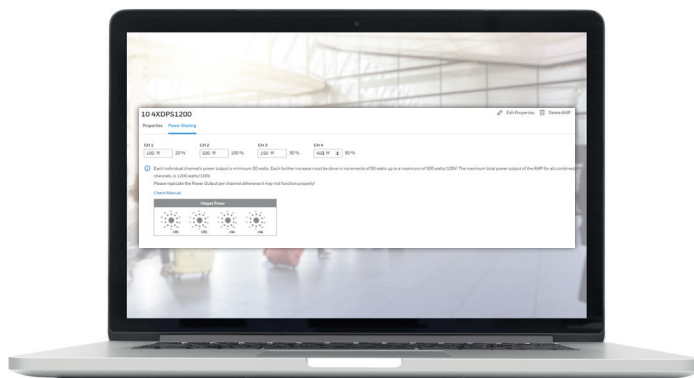 10 4XDPS1200
Edit Properties Delete AMP
Properties Power Sharing
CH 1 CH 2 CH 3 CH 4
100 W 20 % 500 W 100 % 150 W 30 % 450 W 90 %
Each individual channel's power output is minimum 50 watts. Each further increase must be done in increments of 50 watts up to a maximum of 500 watts/100V. The maximum total power output of the AMP for all combined
channels, is 1200 watts/100V
Please replicate the Power Output per channel otherwise it may not function properly!
Check Manual
Output Power